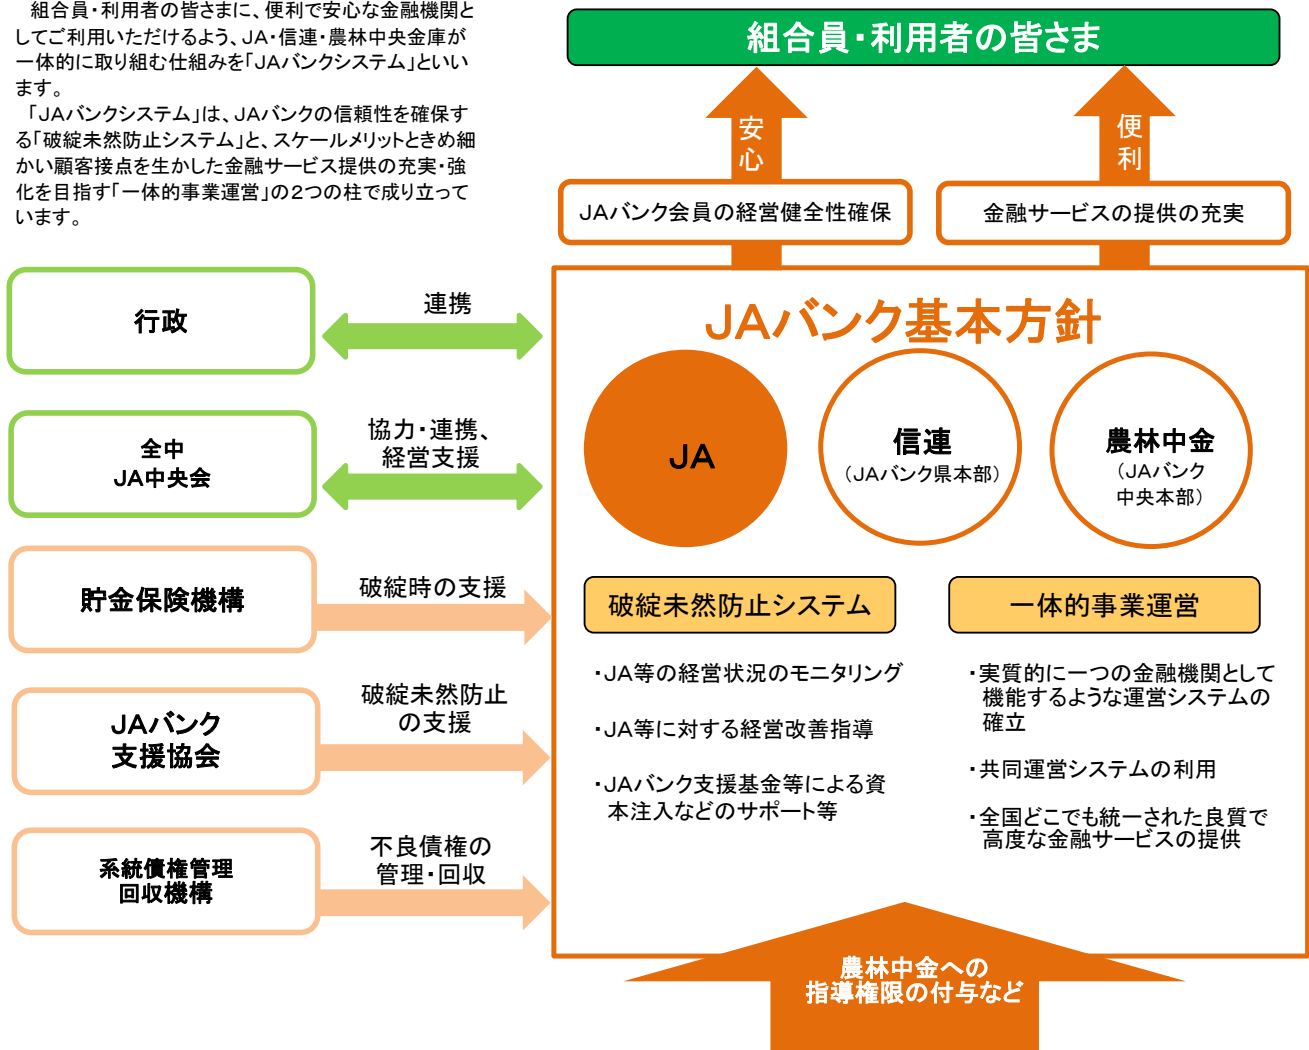 組合員・利用者の皆さまに、便利で安心な金融機関と
してご利用いただけるよう、JA・信連・農林中央金庫が
一体的に取り組む仕組みを「JAバンクシステム」といい
ます。
「JAバンクシステム」は、JAバンクの信頼性を確保す
る「破綻未然防止システム」と、スケールメリットときめ細
かい顧客接点を生かした金融サービス提供の充実・強
化を目指す「一体的事業運営」の2つの柱で成り立って
います。
組合員・利用者の皆さま
安心
便利
JAバンク会員の経営健全性確保
金融サービスの提供の充実
行政
連携
全中
JA中央会
協力・連携、
経営支援
貯金保険機構
破綻時の支援
JAバンク
支援協会
破綻未然防止
の支援
系統債権管理
回収機構
不良債権の
管理・回収
JAバンク基本方針
JA
信連
（JAバンク県本部）
農林中金
（JAバンク
中央本部）
破綻未然防止システム
・JA等の経営状況のモニタリング
・JA等に対する経営改善指導
・JAバンク支援基金等による資
本注入などのサポート等
一体的事業運営
・実質的に一つの金融機関として
機能するような運営システムの
確立
・共同運営システムの利用
・全国どこでも統一された良質で
高度な金融サービスの提供
農林中金への
指導権限の付与など